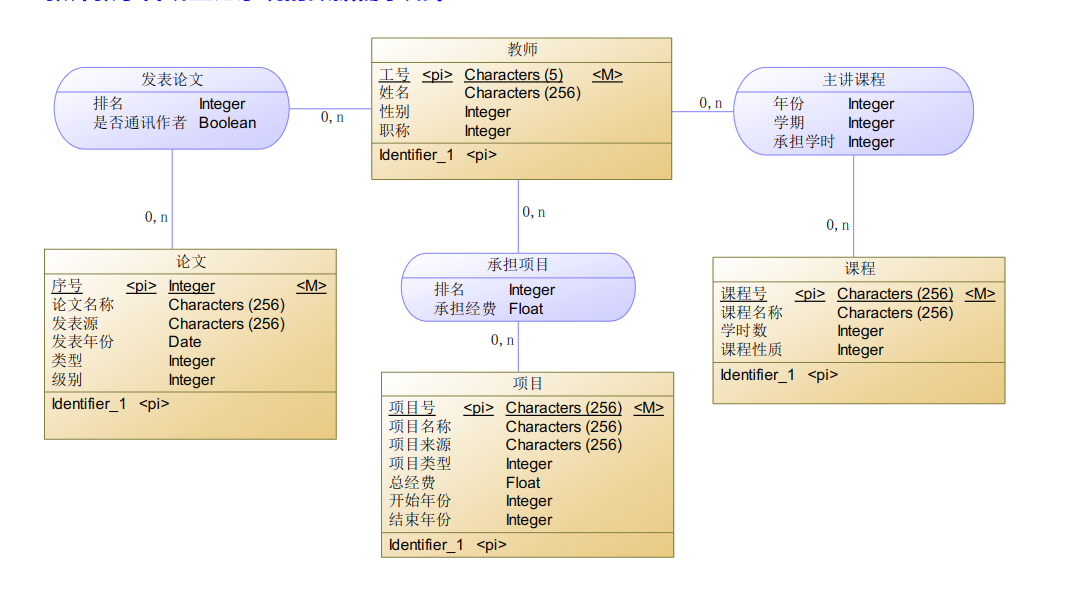 教师
工号 <pi> Characters (5) <M>
姓名 Characters (256)
性别 Integer
职称 Integer
Identifier_1 <pi>
发表论文
排名 Integer
是否通讯作者 Boolean
0,n
0,n
主讲课程
年份 Integer
学期 Integer
承担学时 Integer
0,n
0,n
0,n
论文
序号 <pi> Integer <M>
论文名称 Characters (256)
发表源 Characters (256)
发表年份 Date
类型 Integer
级别 Integer
Identifier_1 <pi>
承担项目
排名 Integer
承担经费 Float
0,n
课程
课程号 <pi> Characters (256) <M>
课程名称 Characters (256)
学时数 Integer
课程性质 Integer
Identifier_1 <pi>
项目
项目号 <pi> Characters (256) <M>
项目名称 Characters (256)
项目来源 Characters (256)
项目类型 Integer
总经费 Float
开始年份 Integer
结束年份 Integer
Identifier_1 <pi>